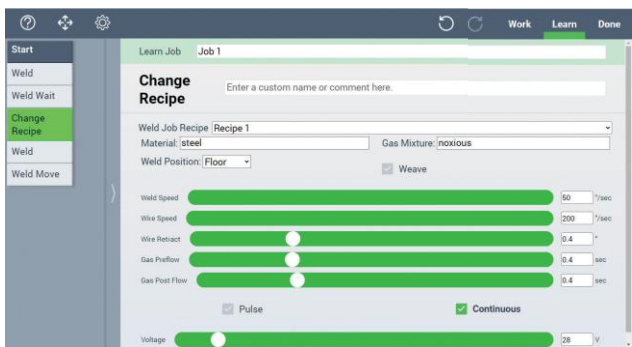 Work Learn Done
Start
Weld
Weld Wait
Change
Recipe
Weld
Weld Move
Learn Job Job 1
Change
Recipe
Enter a custom name or comment here.
Weld Job Recipe Recipe 1
Material: steel Gas Mixture: noxious
Weld Position: Floor
Weave
Weld Speed 50 "/sec
Wire Speed 200 "/sec
Wire Retract 0.4 "
Gas Preflow 0.4 sec
Gas Post Flow 0.4 sec
Pulse Continuous
Voltage 28 V